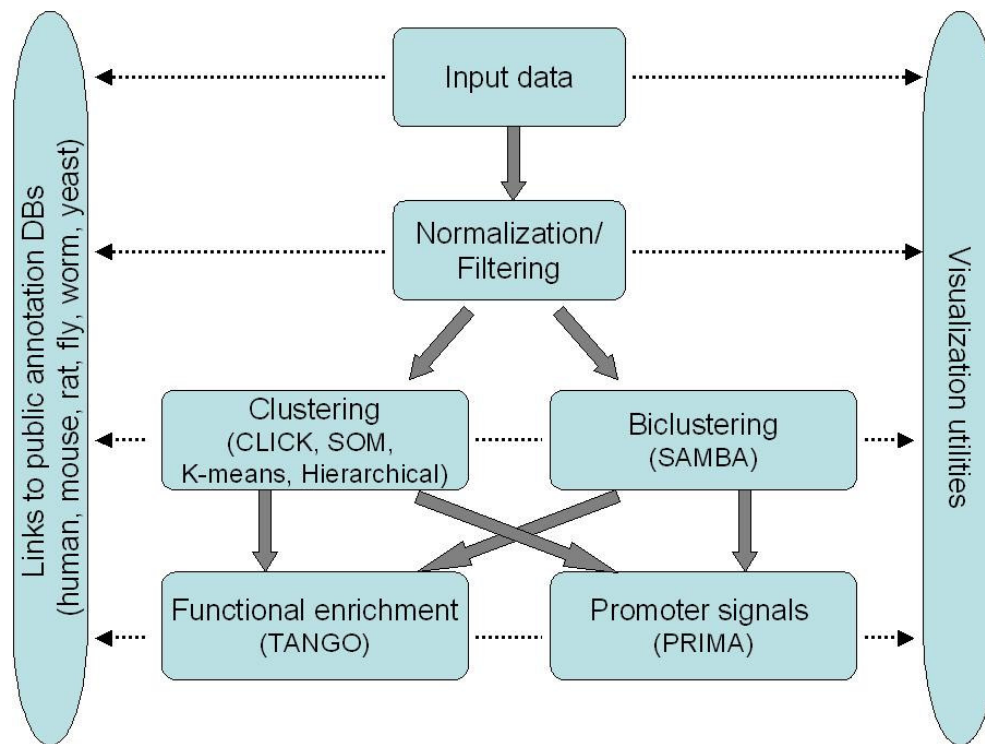 Input data
Normalization/
Filtering
Clustering
(CLICK, SOM,
K-means, Hierarchical)
Biclustering
(SAMBA)
Functional enrichment
(TANGO)
Promoter signals
(PRIMA)
Links to public annotation DBs
(human, mouse, rat, fly, worm, yeast)
Visualization utilities